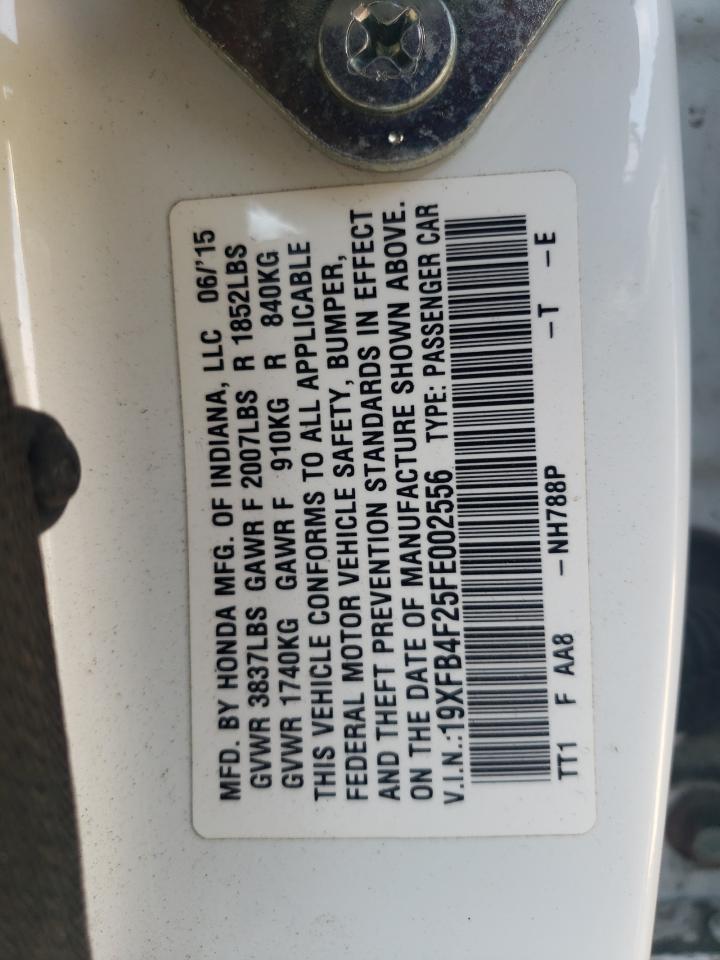 MFD. BY HONDA MFG. OF INDIANA, LLC 06/'15
GVWR 3837LBS GAWR F 2007LBS R 1852LBS
GVWR 1740KG GAWR F 910KG R 840KG
THIS VEHICLE CONFORMS TO ALL APPLICABLE
FEDERAL MOTOR VEHICLE SAFETY, BUMPER,
AND THEFT PREVENTION STANDARDS IN EFFECT
ON THE DATE OF MANUFACTURE SHOWN ABOVE.
V.I.N.:19XFB4F25FE002556 TYPE: PASSENGER CAR
TT1 F AA8 -NH788P -T -E